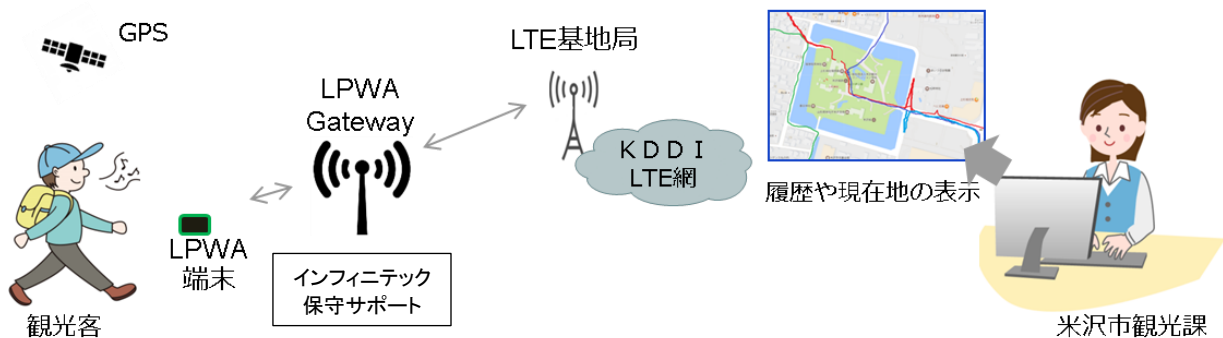 GPS
LTE基地局
LPWA
Gateway
KDDI
LTE網
履歴や現在地の表示
LPWA
端末
インフィニテック
保守サポート
観光客
米沢市観光課